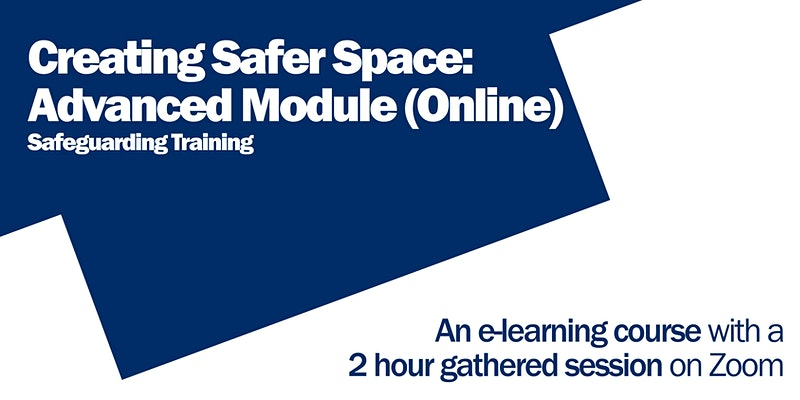 Creating Safer Space:
Advanced Module (Online)
Safeguarding Training
An e-learning course with a
2 hour gathered session on Zoom